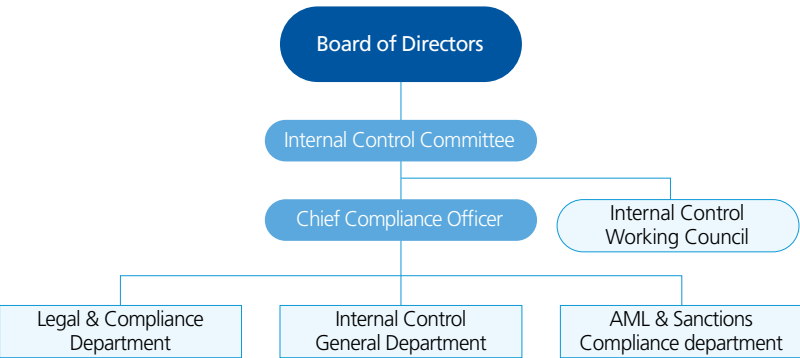 Board of Directors
Internal Control Committee
Chief Compliance Officer
Internal Control
Working Council
Legal & Compliance
Department
Internal Control
General Department
AML & Sanctions
Compliance department